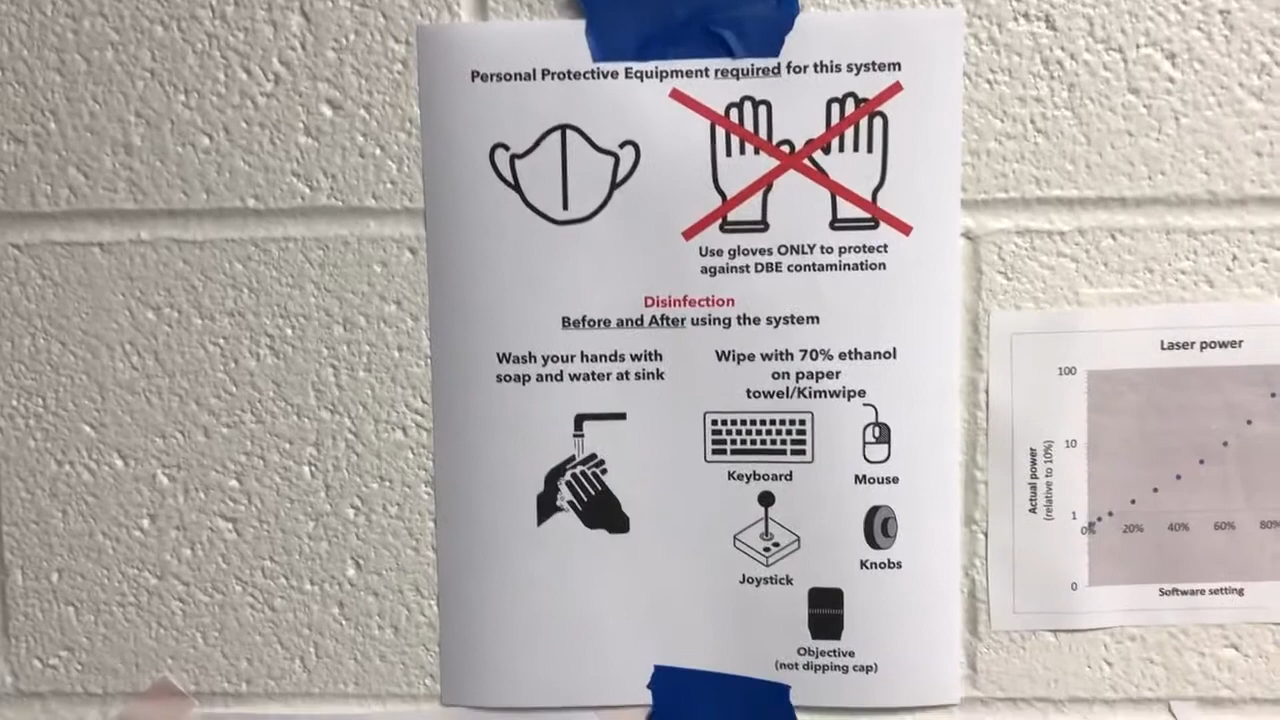 Personal Protective Equipment required for this system
Use gloves ONLY to protect
against DBE contamination
Disinfection
Before and After using the system
Wash your hands with
soap and water at sink
Wipe with 70% ethanol
on paper
towel/Kimwipe
Keyboard
Mouse
Joystick
Knobs
Objective
(not dipping cap)
Laser power
100
10
1
0
Actual power
(relative to 10%)
0%
20%
40%
60%
80%
Software setting